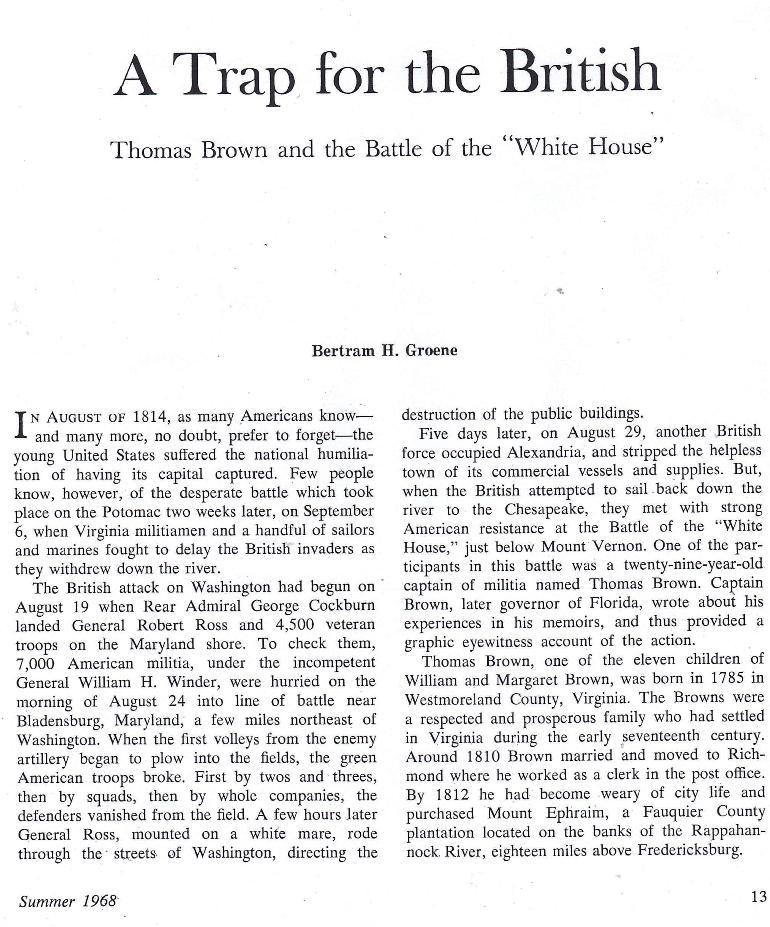 A Trap for the British
Thomas Brown and the Battle of the “White House”
Bertram H. Groene
IN AUGUST OF 1814, as many Americans know—
and many more, no doubt, prefer to forget—the
young United States suffered the national humilia-
tion of having its capital captured. Few people
know, however, of the desperate battle which took
place on the Potomac two weeks later, on September
6, when Virginia militiamen and a handful of sailors
and marines fought to delay the British invaders as
they withdrew down the river.
The British attack on Washington had begun on
August 19 when Rear Admiral George Cockburn
landed General Robert Ross and 4,500 veteran
troops on the Maryland shore. To check them,
7,000 American militia, under the incompetent
General William H. Winder, were hurried on the
morning of August 24 into line of battle near
Bladensburg, Maryland, a few miles northeast of
Washington. When the first volleys from the enemy
artillery began to plow into the fields, the green
American troops broke. First by twos and threes,
then by squads, then by whole companies, the
defenders vanished from the field. A few hours later
General Ross, mounted on a white mare, rode
through the streets of Washington, directing the
destruction of the public buildings.
Five days later, on August 29, another British
force occupied Alexandria, and stripped the helpless
town of its commercial vessels and supplies. But,
when the British attempted to sail back down the
river to the Chesapeake, they met with strong
American resistance at the Battle of the “White
House,” just below Mount Vernon. One of the par-
ticipants in this battle was a twenty-nine-year-old
captain of militia named Thomas Brown. Captain
Brown, later governor of Florida, wrote about his
experiences in his memoirs, and thus provided a
graphic eyewitness account of the action.
Thomas Brown, one of the eleven children of
William and Margaret Brown, was born in 1785 in
Westmoreland County, Virginia. The Browns were
a respected and prosperous family who had settled
in Virginia during the early seventeenth century.
Around 1810 Brown married and moved to Rich-
mond where he worked as a clerk in the post office.
By 1812 he had become weary of city life and
purchased Mount Ephraim, a Fauquier County
plantation located on the banks of the Rappahan-
nock River, eighteen miles above Fredericksburg.
Summer 1968
13